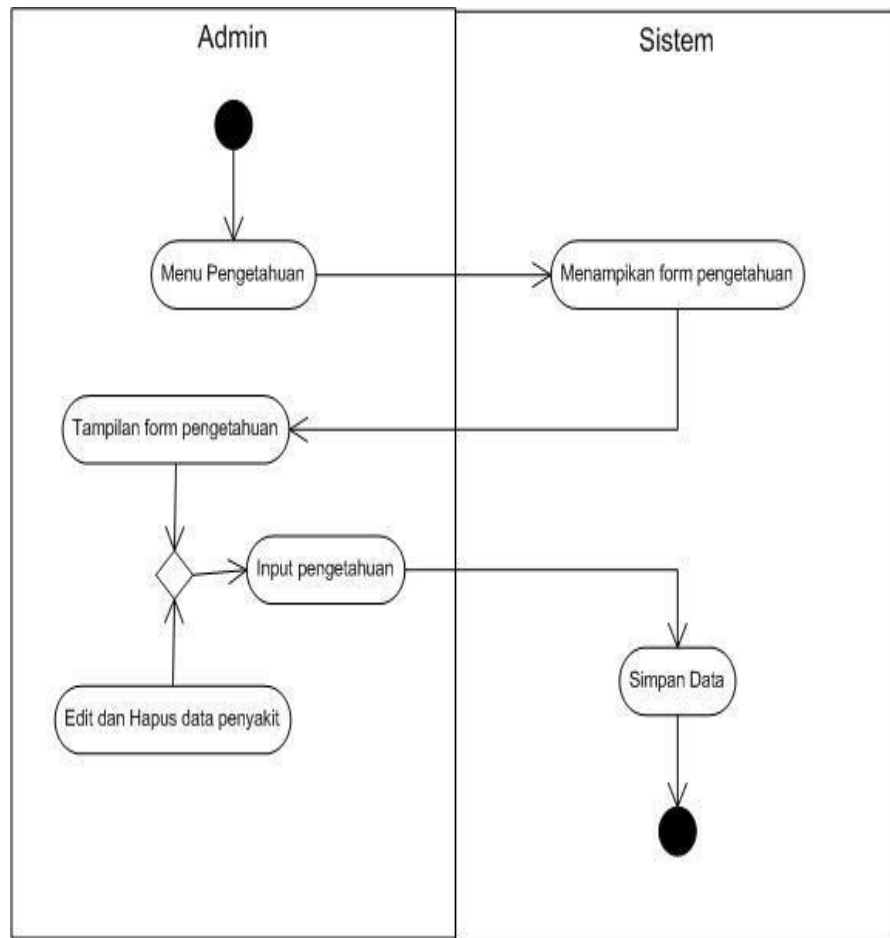 Admin
Sistem
Menu Pengetahuan
Menampikan form pengetahuan
Tampilan form pengetahuan
Input pengetahuan
Simpan Data
Edit dan Hapus data penyakit